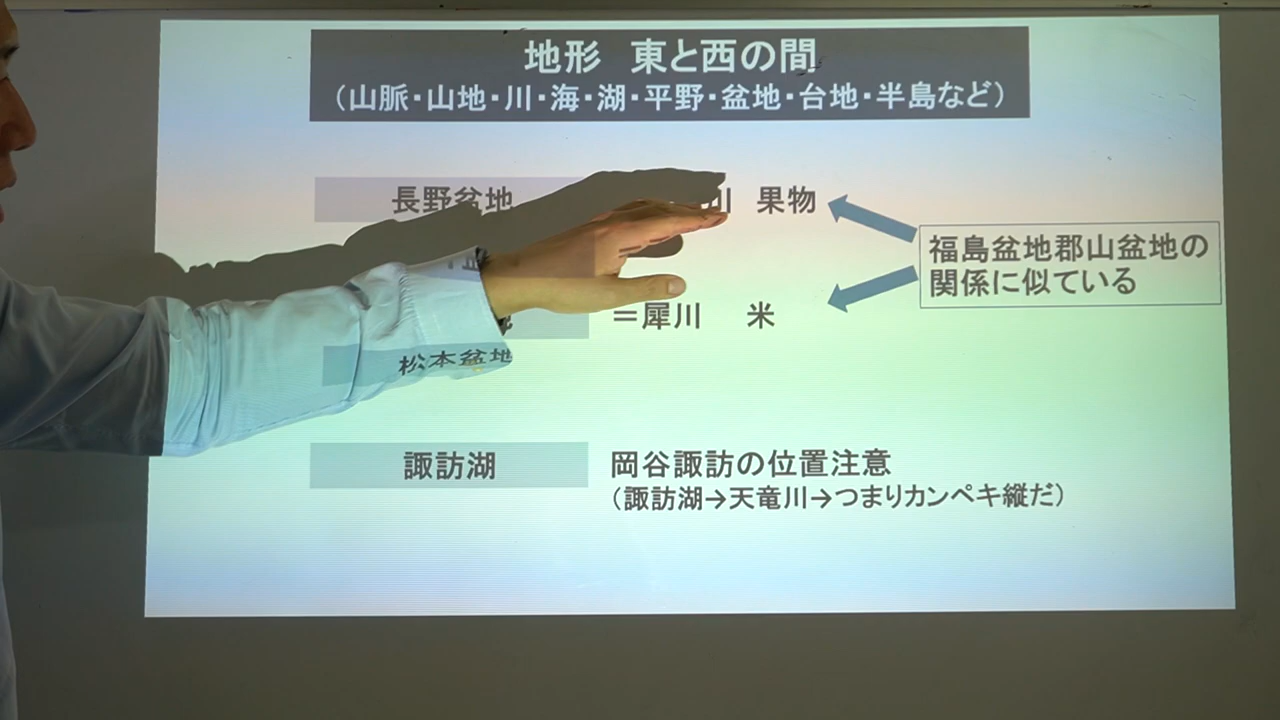 地形 東と西の間
(山脈・山地・川・海・湖・平野・盆地・台地・半島など)
長野盆地
川 果物
福島盆地郡山盆地の
関係に似ている
=犀川 米
松本盆地
諏訪湖
岡谷諏訪の位置注意
(諏訪湖→天竜川→つまりカンペキ縦だ)